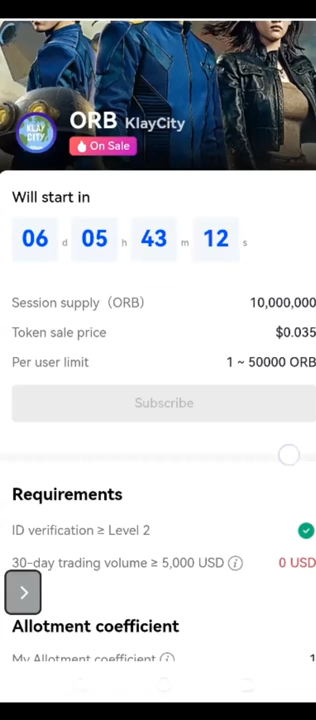 KLAY
CITY
ORB KlayCity
On Sale
Will start in
06 d 05 h 43 m 12 s
Session supply（ORB） 10,000,000
Token sale price $0.035
Per user limit 1 ~ 50000 ORB
Subscribe
Requirements
ID verification ≥ Level 2
30-day trading volume ≥ 5,000 USD 0 USD
Allotment coefficient
My Allotment coefficient 1